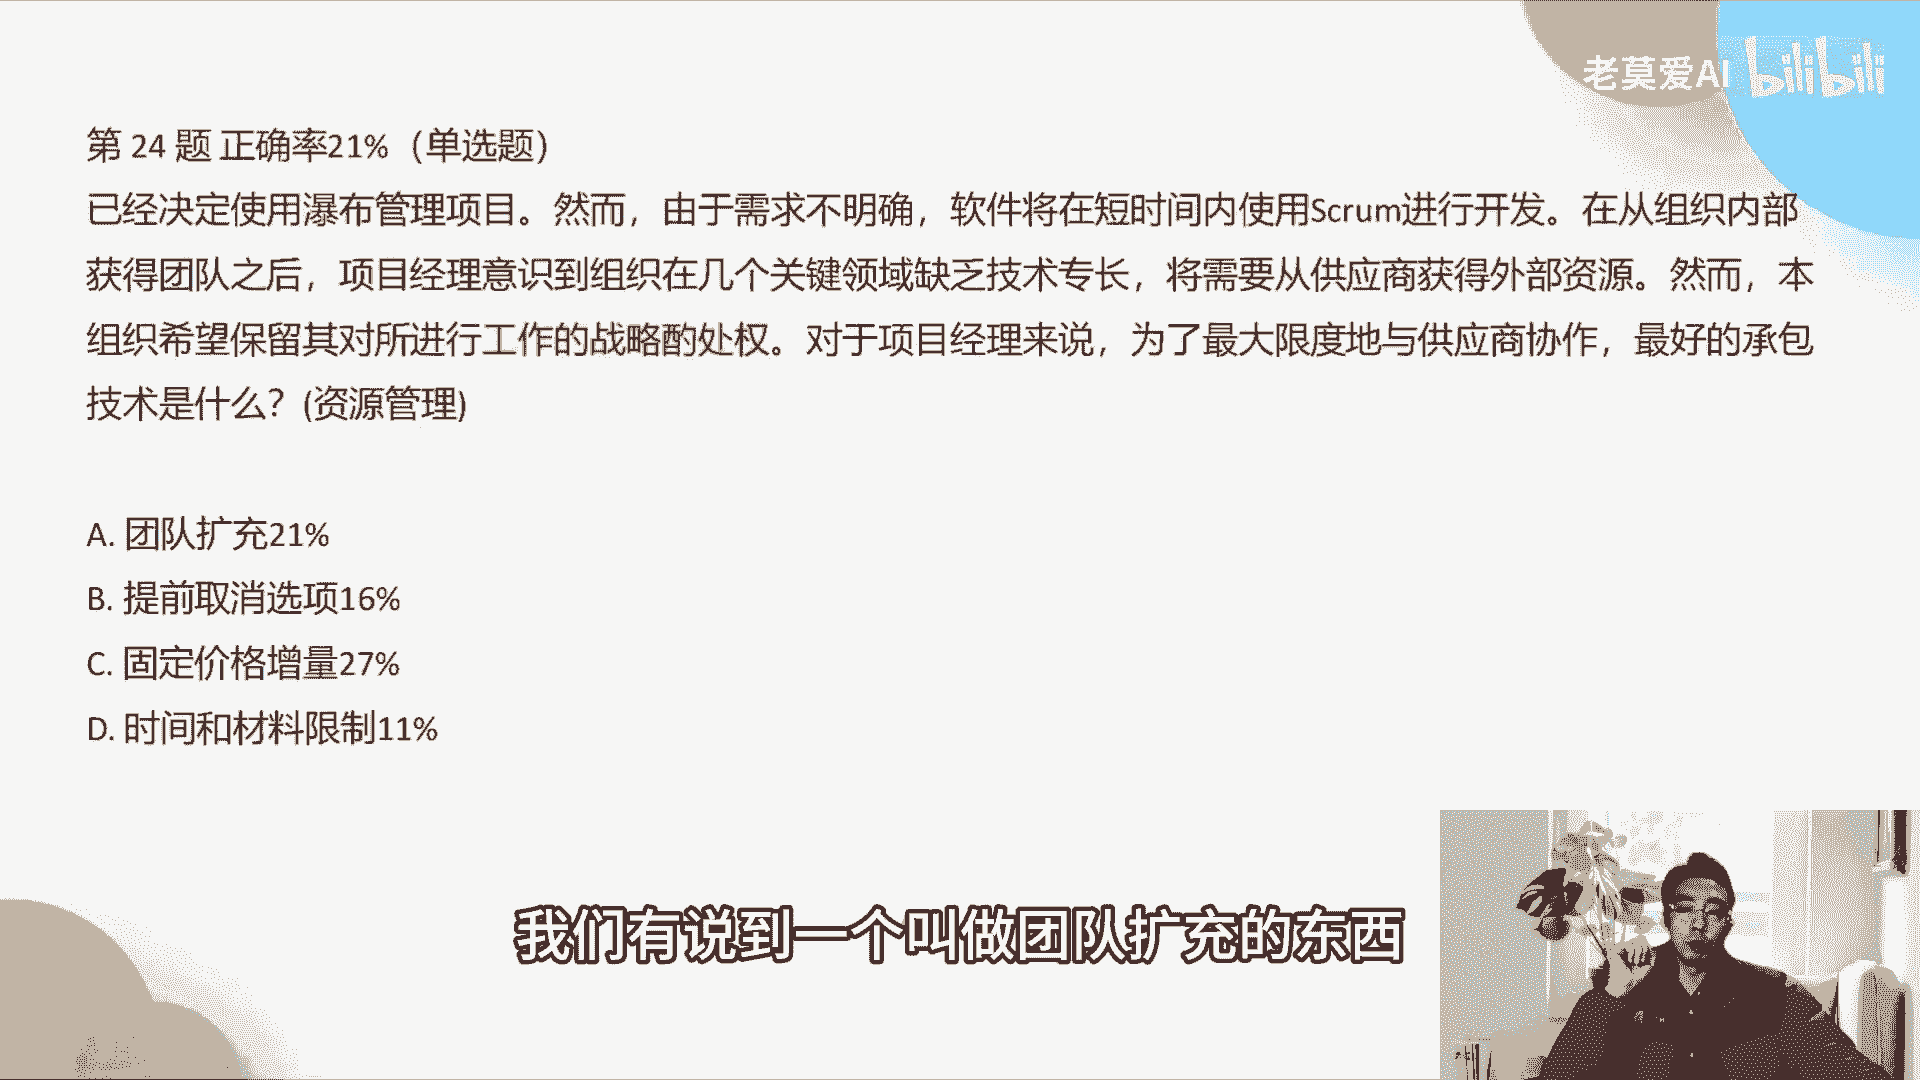 老莫爱AI bilibili
第 24 题 正确率21%（单选题）
已经决定使用瀑布管理项目。然而，由于需求不明确，软件将在短时间内使用Scrum进行开发。在从组织内部
获得团队之后，项目经理意识到组织在几个关键领域缺乏技术专长，将需要从供应商获得外部资源。然而，本
组织希望保留其对所进行工作的战略酌处权。对于项目经理来说，为了最大限度地与供应商协作，最好的承包
技术是什么？(资源管理)
A. 团队扩充21%
B. 提前取消选项16%
C. 固定价格增量27%
D. 时间和材料限制11%
我们有说到一个叫做团队扩充的东西